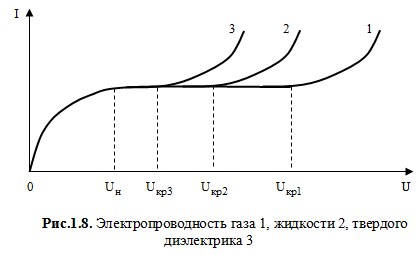 I
3 2 1
0 Uн Uкр3 Uкр2 Uкр1 U
Рис.1.8. Электропроводность газа 1, жидкости 2, твердого
диэлектрика 3